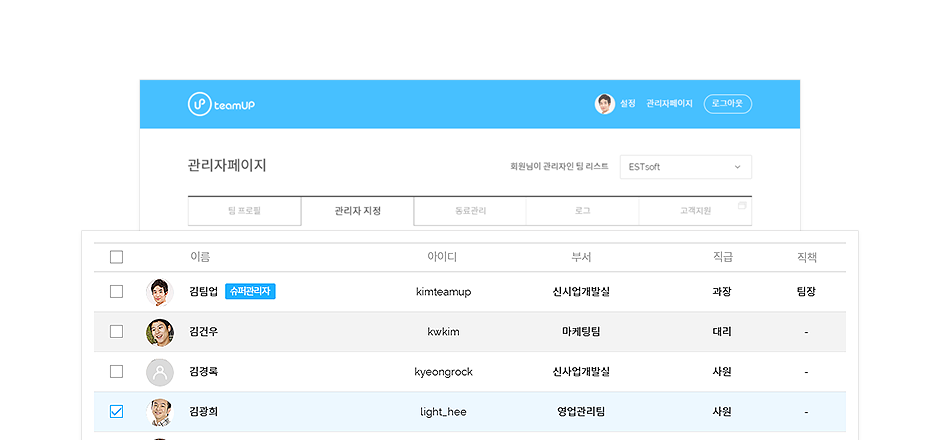 teamUP 설정 관리자페이지 로그아웃
관리자페이지 회원님이 관리자인 팀 리스트 ESTsoft
팀 프로필 관리자 지정 동료관리 로그 고객지원
이름 아이디 부서 직급 직책
김팀업 슈퍼관리자 kimteamup 신사업개발실 과장 팀장
김건우 kwkim 마케팅팀 대리 -
김경록 kyeongrock 신사업개발실 사원 -
김광희 light_hee 영업관리팀 사원 -